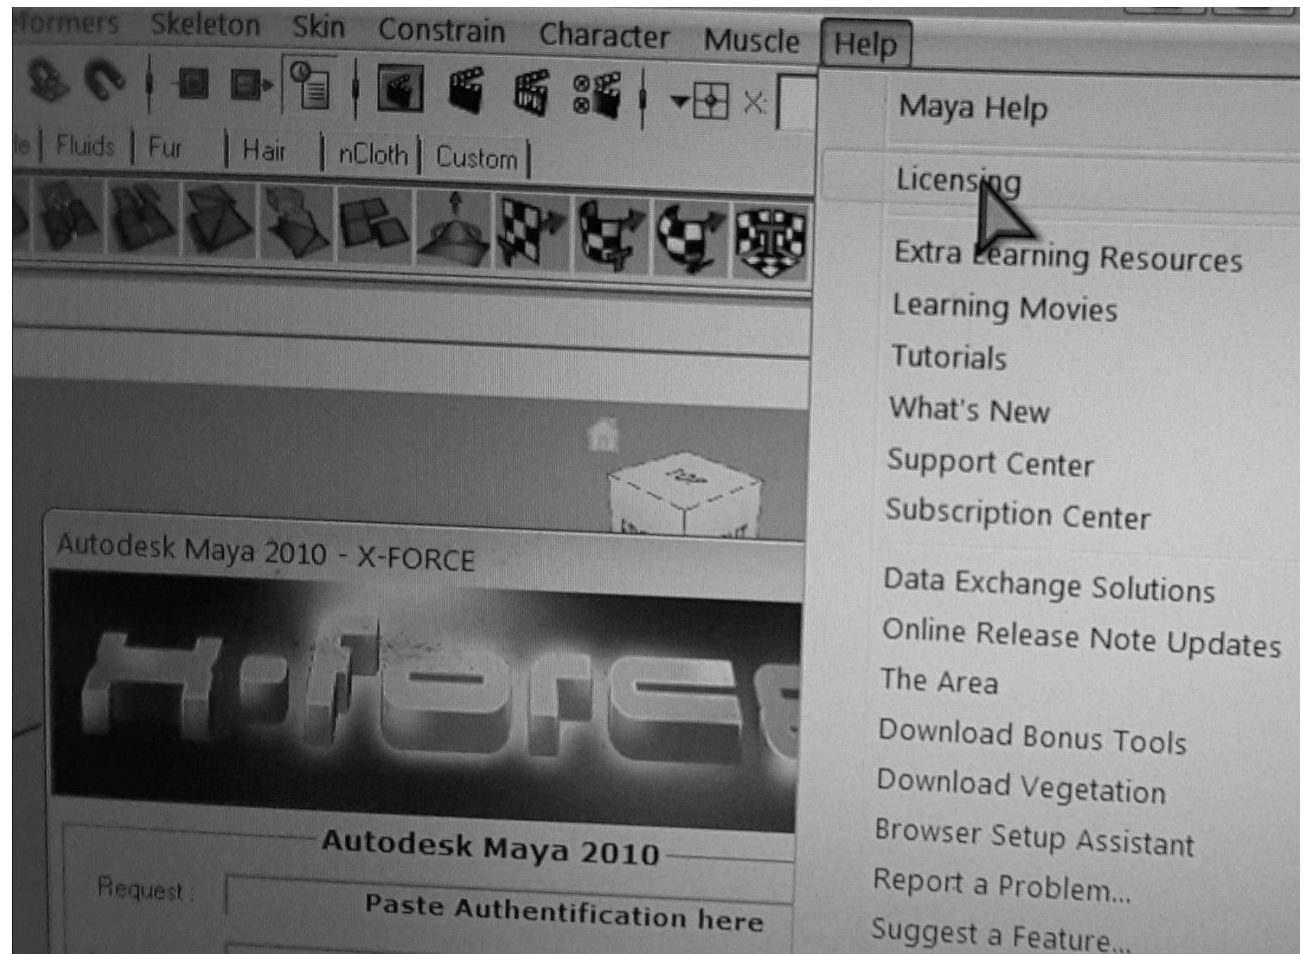 Skeleton Skin Constrain Character Muscle Help
X:
Fluids Fur Hair nCloth Custom
Maya Help
Licensing
Extra Learning Resources
Learning Movies
Tutorials
What's New
Support Center
Subscription Center
Data Exchange Solutions
Online Release Note Updates
The Area
Download Bonus Tools
Download Vegetation
Browser Setup Assistant
Report a Problem...
Suggest a Feature...
TOP
Autodesk Maya 2010 - X-FORCE
X-force
Autodesk Maya 2010
Request :
Paste Authentification here